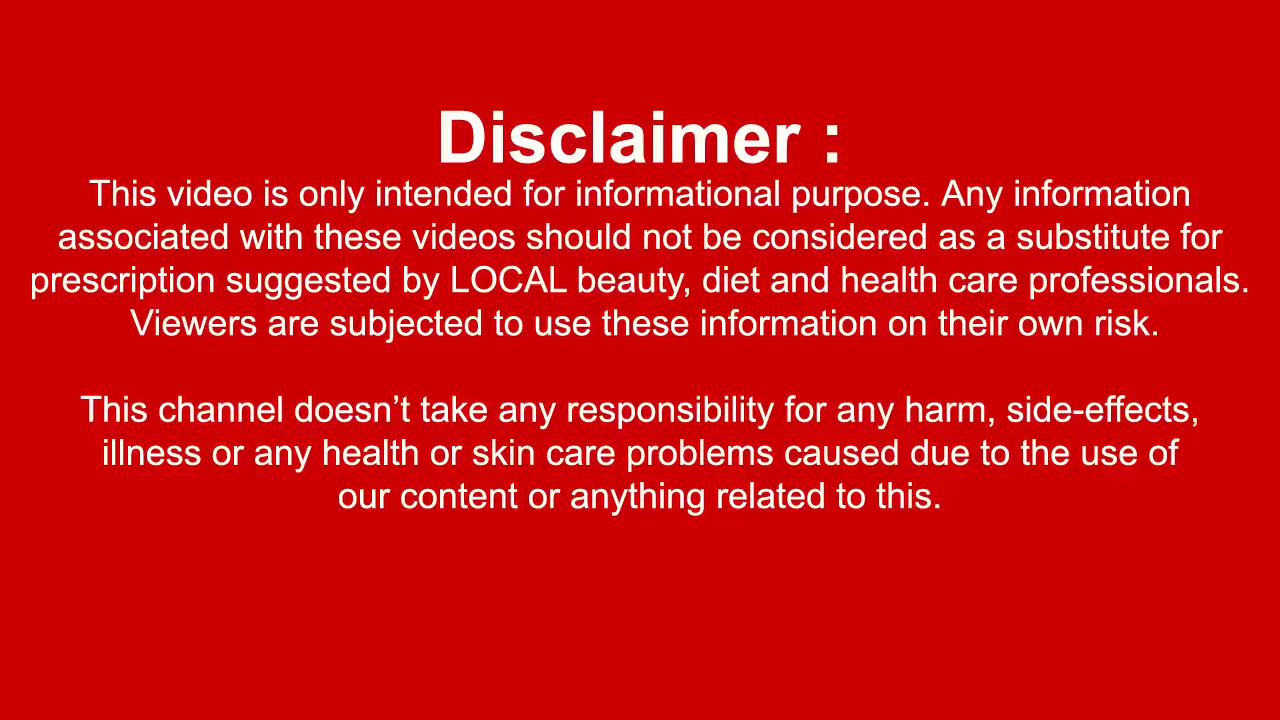 Disclaimer :
This video is only intended for informational purpose. Any information
associated with these videos should not be considered as a substitute for
prescription suggested by LOCAL beauty, diet and health care professionals.
Viewers are subjected to use these information on their own risk.
This channel doesn’t take any responsibility for any harm, side-effects,
illness or any health or skin care problems caused due to the use of
our content or anything related to this.